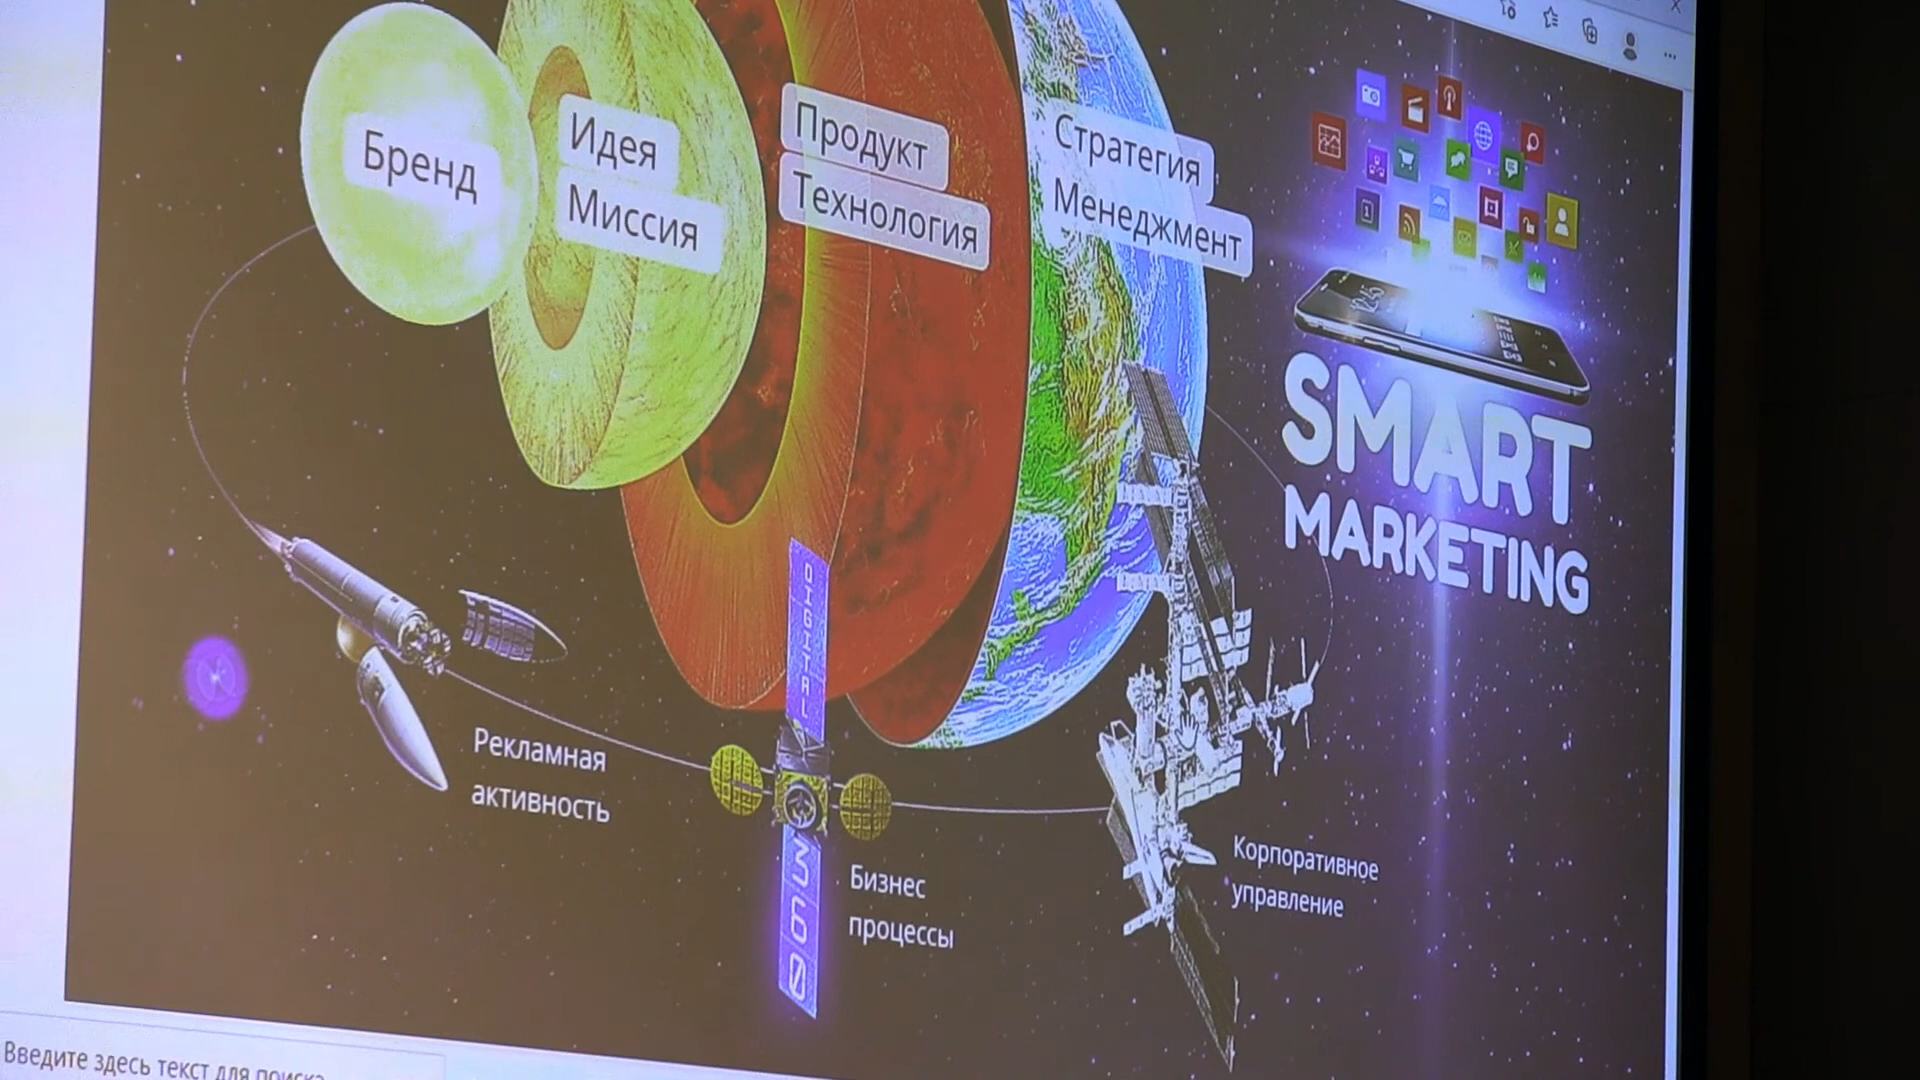 Бренд
Идея
Миссия
Продукт
Технология
Стратегия
Менеджмент
SMART
MARKETING
DIGITAL
360
Рекламная
активность
Бизнес
процессы
Корпоративное
управление
Введите здесь текст для поиска